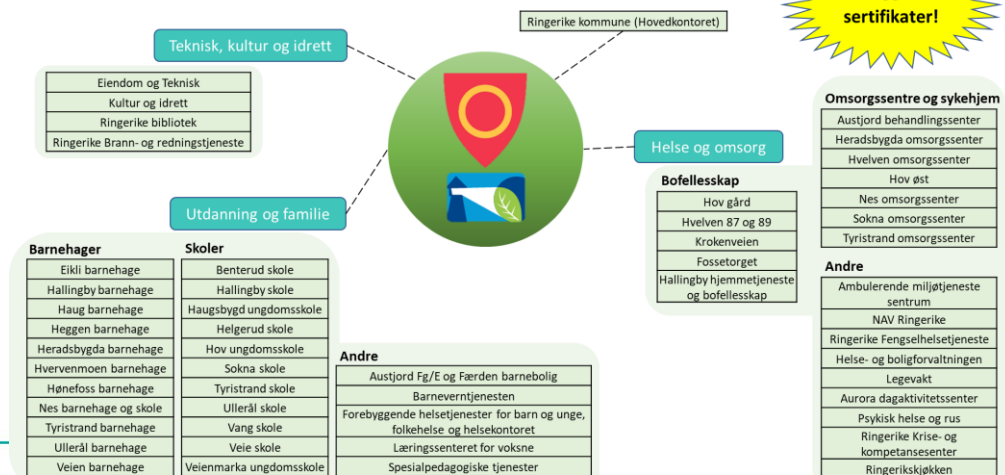 Ringerike kommune (Hovedkontoret)
sertifikater!
Teknisk, kultur og idrett
Eiendom og Teknisk
Kultur og idrett
Ringerike bibliotek
Ringerike Brann- og redningstjeneste
Utdanning og familie
Barnehager
Eikli barnehage
Hallingby barnehage
Haug barnehage
Heggen barnehage
Heradsbygda barnehage
Hvervenmoen barnehage
Hønefoss barnehage
Nes barnehage og skole
Tyristrand barnehage
Ullerål barnehage
Veien barnehage
Skoler
Benterud skole
Hallingby skole
Haugsbygd ungdomsskole
Helgerud skole
Hov ungdomsskole
Sokna skole
Tyristrand skole
Ullerål skole
Vang skole
Veie skole
Veienmarka ungdomsskole
Andre
Austjord Fg/E og Færden barnebolig
Barneverntjenesten
Forebyggende helsetjenester for barn og unge,
folkehelse og helsekontoret
Læringssenteret for voksne
Spesialpedagogiske tjenester
Helse og omsorg
Bofellesskap
Hov gård
Hvelven 87 og 89
Krokenveien
Fossetorget
Hallingby hjemmetjeneste
og bofellesskap
Omsorgssentre og sykehjem
Austjord behandlingssenter
Heradsbygda omsorgssenter
Hvelven omsorgssenter
Hov øst
Nes omsorgssenter
Sokna omsorgssenter
Tyristrand omsorgssenter
Andre
Ambulerende miljøtjeneste
sentrum
NAV Ringerike
Ringerike Fengselhelsetjeneste
Helse- og boligforvaltningen
Legevakt
Aurora dagaktivitetssenter
Psykisk helse og rus
Ringerike Krise- og
kompetansesenter
Ringerikskjøkken